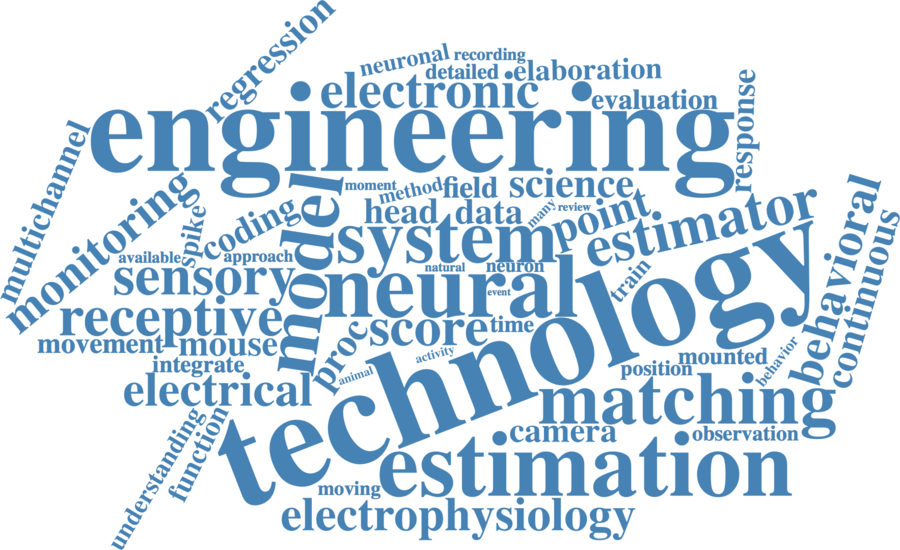 regression
neuronal
recording
detailed
elaboration
electronic
evaluation
engineering
response
multichannel
monitoring
moment
method
field
science
model
spike
coding
head
data
many
review
point
estimator
system
behavioral
continuous
available
approach
sensory
natural
neuron
neural
event
train
technology
receptive
proc
score
time
movement
mouse
activity
integrate
animal
position
mounted
behavior
electrical
matching
understanding
function
camera
observation
estimation
moving
electrophysiology